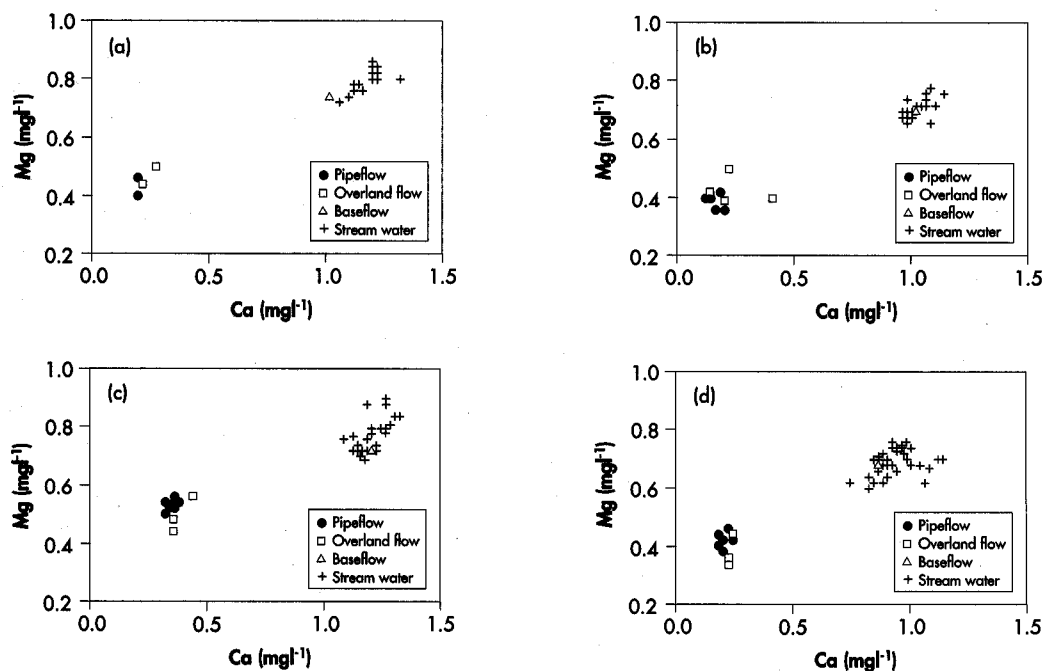 (a)
Mg (mgl⁻¹)
1.0
0.8
0.6
0.4
0.2
Pipeflow
Overland flow
Baseflow
Stream water
0.0 0.5 1.0 1.5
Ca (mgl⁻¹)
(b)
Mg (mgl⁻¹)
1.0
0.8
0.6
0.4
0.2
Pipeflow
Overland flow
Baseflow
Stream water
0.0 0.5 1.0 1.5
Ca (mgl⁻¹)
(c)
Mg (mgl⁻¹)
1.0
0.8
0.6
0.4
0.2
Pipeflow
Overland flow
Baseflow
Stream water
0.0 0.5 1.0 1.5
Ca (mgl⁻¹)
(d)
Mg (mgl⁻¹)
1.0
0.8
0.6
0.4
0.2
Pipeflow
Overland flow
Baseflow
Stream water
0.0 0.5 1.0 1.5
Ca (mgl⁻¹)